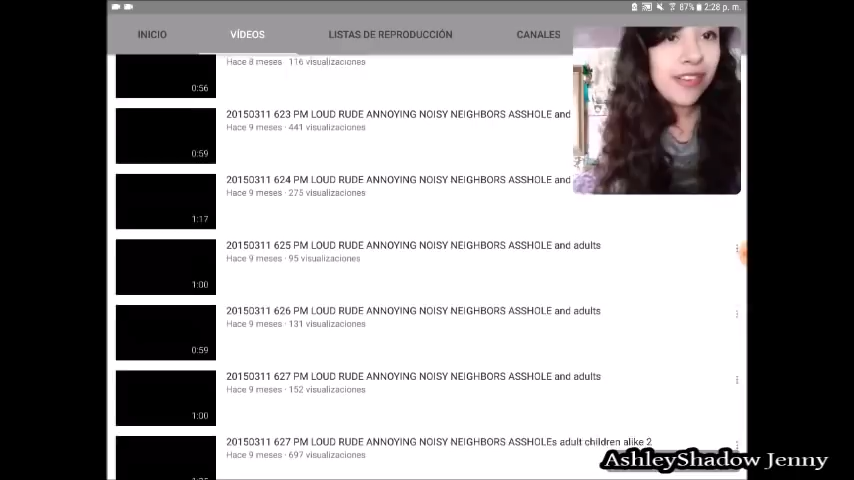 87% 2:28 p. m.
INICIO VÍDEOS LISTAS DE REPRODUCCIÓN CANALES
Hace 8 meses · 116 visualizaciones
0:56
20150311 623 PM LOUD RUDE ANNOYING NOISY NEIGHBORS ASSHOLE and
Hace 9 meses · 441 visualizaciones
0:59
20150311 624 PM LOUD RUDE ANNOYING NOISY NEIGHBORS ASSHOLE and
Hace 9 meses · 275 visualizaciones
1:17
20150311 625 PM LOUD RUDE ANNOYING NOISY NEIGHBORS ASSHOLE and adults
Hace 9 meses · 95 visualizaciones
1:00
20150311 626 PM LOUD RUDE ANNOYING NOISY NEIGHBORS ASSHOLE and adults
Hace 9 meses · 131 visualizaciones
0:59
20150311 627 PM LOUD RUDE ANNOYING NOISY NEIGHBORS ASSHOLE and adults
Hace 9 meses · 152 visualizaciones
1:00
20150311 627 PM LOUD RUDE ANNOYING NOISY NEIGHBORS ASSHOLEs adult children alike 2
Hace 9 meses · 697 visualizaciones
AshleyShadow Jenny